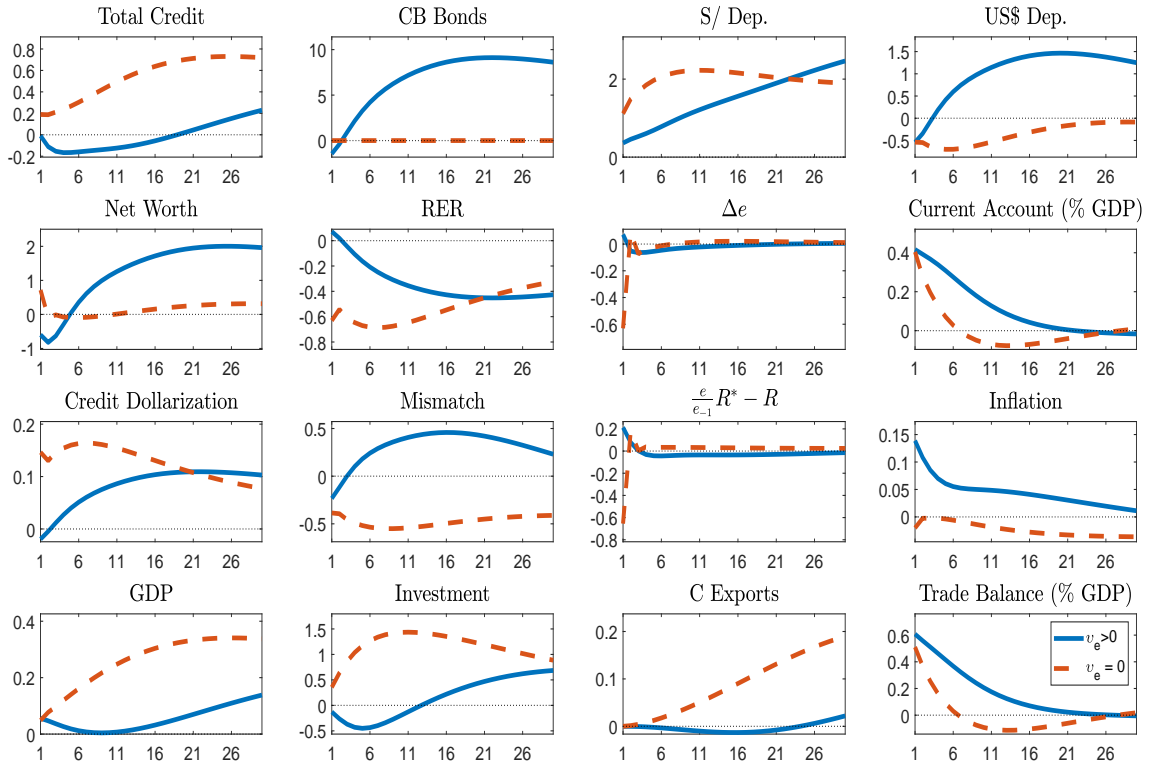 Total Credit
CB Bonds
S/ Dep.
US$ Dep.
0.8
0.6
0.4
0.2
0
-0.2
1 6 11 16 21 26
10
5
0
1 6 11 16 21 26
2
0
1 6 11 16 21 26
1.5
1
0.5
0
-0.5
1 6 11 16 21 26
Net Worth
RER
Δe
Current Account (% GDP)
2
1
0
-1
1 6 11 16 21 26
0
-0.2
-0.4
-0.6
-0.8
1 6 11 16 21 26
0
-0.2
-0.4
-0.6
1 6 11 16 21 26
0.4
0.2
0
1 6 11 16 21 26
Credit Dollarization
Mismatch
e/e₋₁ R* − R
Inflation
0.2
0.1
0
1 6 11 16 21 26
0.5
0
-0.5
1 6 11 16 21 26
0.2
0
-0.2
-0.4
-0.6
-0.8
1 6 11 16 21 26
0.15
0.1
0.05
0
1 6 11 16 21 26
GDP
Investment
C Exports
Trade Balance (% GDP)
0.4
0.2
0
1 6 11 16 21 26
1.5
1
0.5
0
-0.5
1 6 11 16 21 26
0.2
0.1
0
1 6 11 16 21 26
0.6
0.4
0.2
0
1 6 11 16 21 26
υe>0
υe = 0